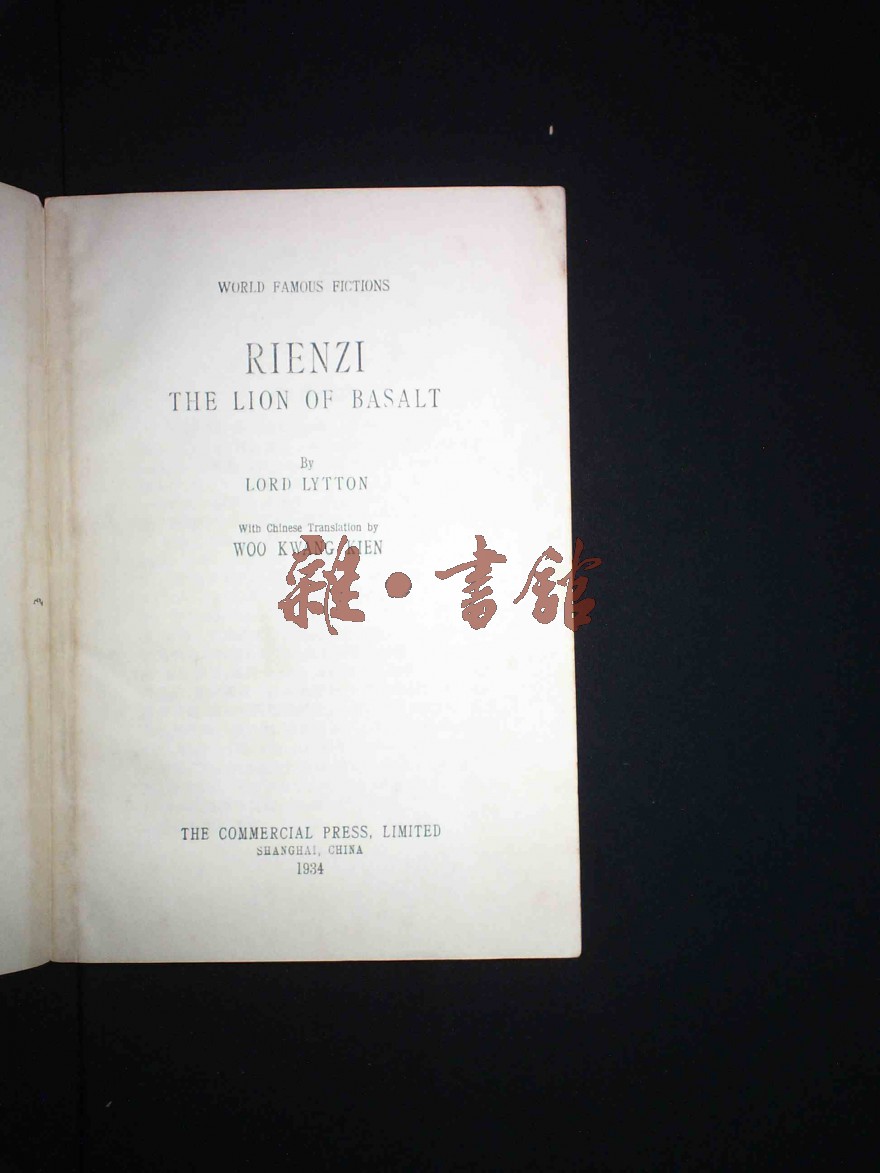 WORLD FAMOUS FICTIONS
RIENZI
THE LION OF BASALT
By
LORD LYTTON
With Chinese Translation by
WOO KWANG KIEN
雜•書館
THE COMMERCIAL PRESS, LIMITED
SHANGHAI, CHINA
1934